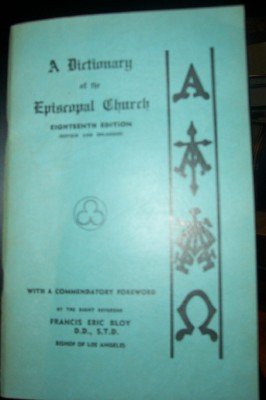 A Dictionary
of the
Episcopal Church
EIGHTEENTH EDITION
REVISED AND ENLARGED
WITH A COMMENDATORY FOREWORD
BY THE RIGHT REVEREND
FRANCIS ERIC BLOY
D.D., S.T.D.
BISHOP OF LOS ANGELES
Α
Ω